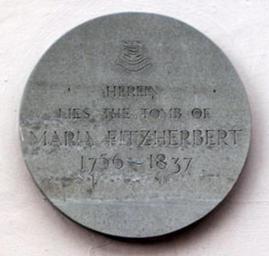 HEREIN
LIES THE TOMB OF
MARIA FITZHERBERT
1756-1837